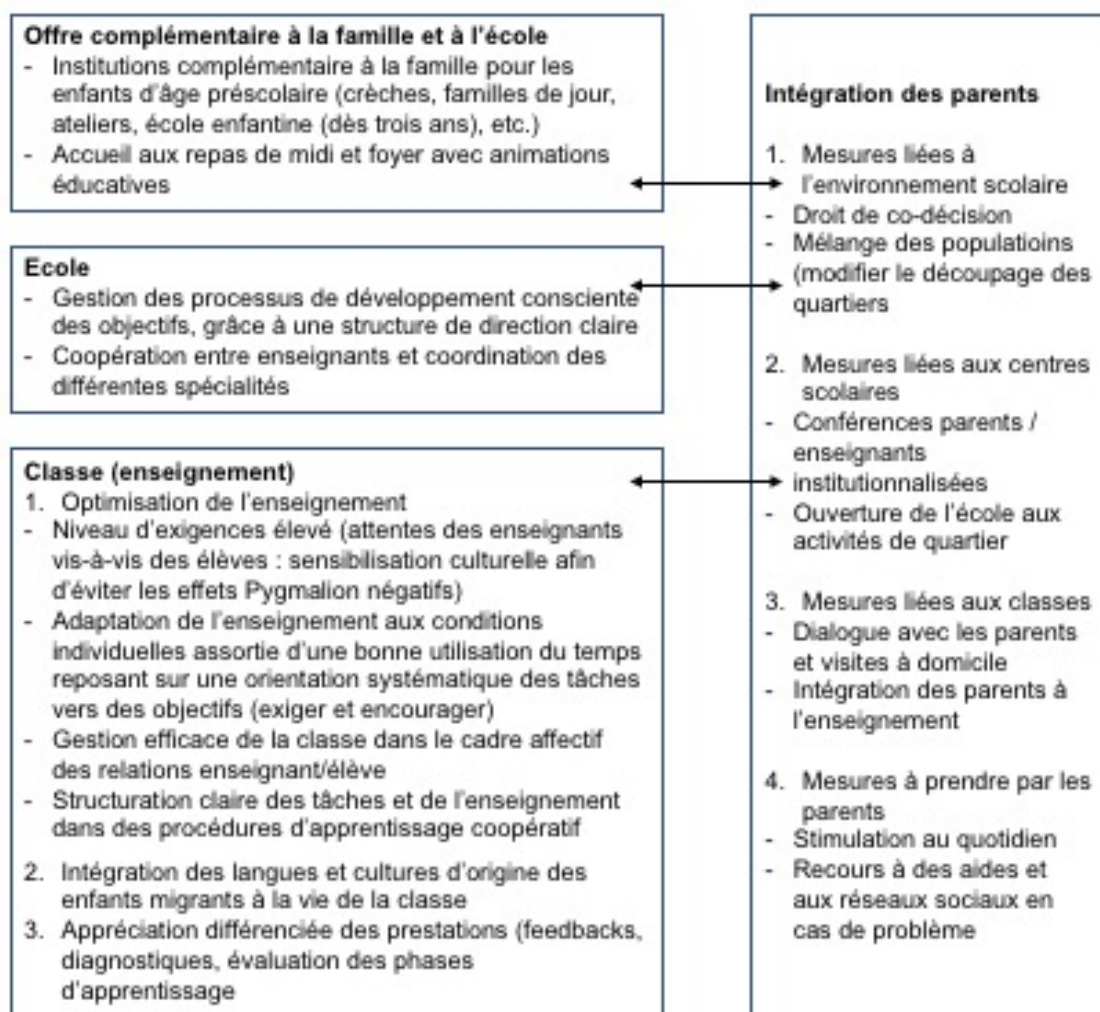 Offre complémentaire à la famille et à l'école
- Institutions complémentaire à la famille pour les
enfants d'âge préscolaire (crèches, familles de jour,
ateliers, école enfantine (dès trois ans), etc.)
- Accueil aux repas de midi et foyer avec animations
éducatives
Ecole
- Gestion des processus de développement consciente
des objectifs, grâce à une structure de direction claire
- Coopération entre enseignants et coordination des
différentes spécialités
Classe (enseignement)
1. Optimisation de l'enseignement
- Niveau d'exigences élevé (attentes des enseignants
vis-à-vis des élèves : sensibilisation culturelle afin
d'éviter les effets Pygmalion négatifs)
- Adaptation de l'enseignement aux conditions
individuelles assortie d'une bonne utilisation du temps
reposant sur une orientation systématique des tâches
vers des objectifs (exiger et encourager)
- Gestion efficace de la classe dans le cadre affectif
des relations enseignant/élève
- Structuration claire des tâches et de l'enseignement
dans des procédures d'apprentissage coopératif
2. Intégration des langues et cultures d'origine des
enfants migrants à la vie de la classe
3. Appréciation différenciée des prestations (feedbacks,
diagnostiques, évaluation des phases
d'apprentissage
Intégration des parents
1. Mesures liées à
l'environnement scolaire
- Droit de co-décision
- Mélange des populatioins
(modifier le découpage des
quartiers
2. Mesures liées aux centres
scolaires
- Conférences parents /
enseignants
institutionnalisées
- Ouverture de l'école aux
activités de quartier
3. Mesures liées aux classes
- Dialogue avec les parents
et visites à domicile
- Intégration des parents à
l'enseignement
4. Mesures à prendre par les
parents
- Stimulation au quotidien
- Recours à des aides et
aux réseaux sociaux en
cas de problème